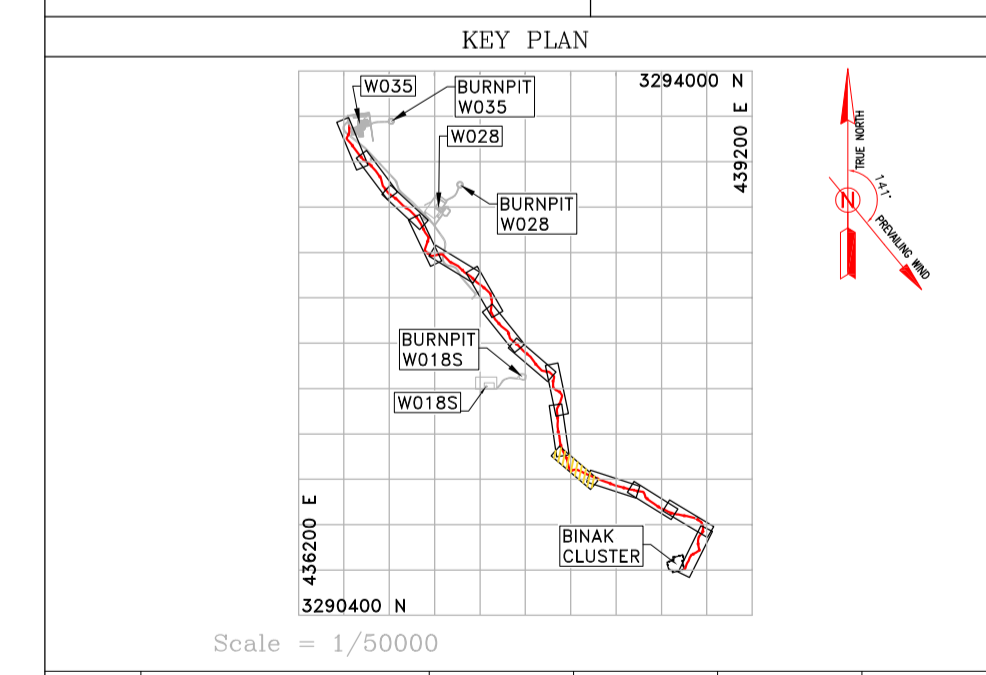 KEY PLAN
3294000 N
439200 E
W035
BURNPIT
W035
W028
BURNPIT
W028
BURNPIT
W018S
W018S
BINAK
CLUSTER
436200 E
3290400 N
TRUE NORTH
141°
N
PREVAILING WIND
Scale = 1/50000